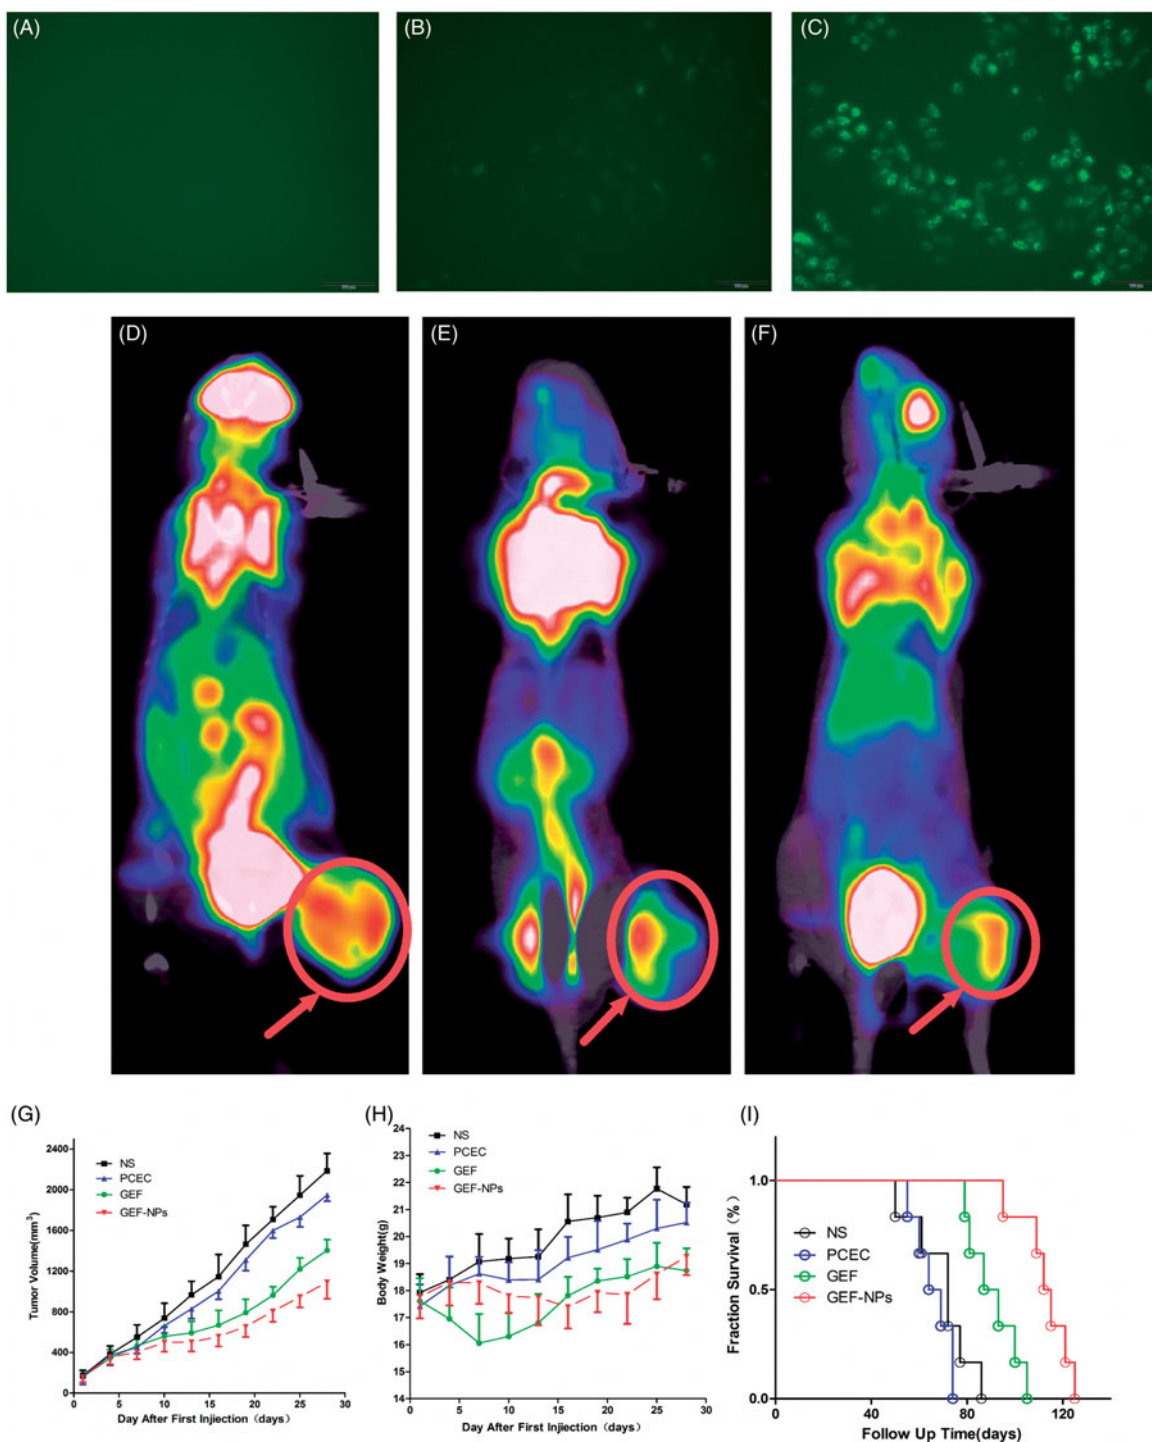 (A)
(B)
(C)
(D)
(E)
(F)
(G)
NS
PCEC
GEF
GEF-NPs
Tumor Volume(mm³)
2400
2000
1600
1200
800
400
0
0 5 10 15 20 25 30
Day After First Injection（days）
(H)
NS
PCEC
GEF
GEF-NPs
Body Weight(g)
24
23
22
21
20
19
18
17
16
15
14
0 5 10 15 20 25 30
Day After First Injection（days）
(I)
NS
PCEC
GEF
GEF-NPs
Fraction Survival（%）
1.0
0.5
0.0
0 40 80 120
Follow Up Time(days)